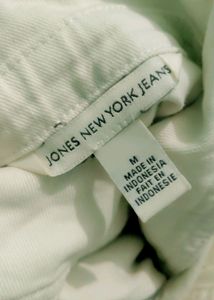 JONES NEW YORK JEANS
M
MADE IN
INDONESIA
FAIT EN
INDONESIE